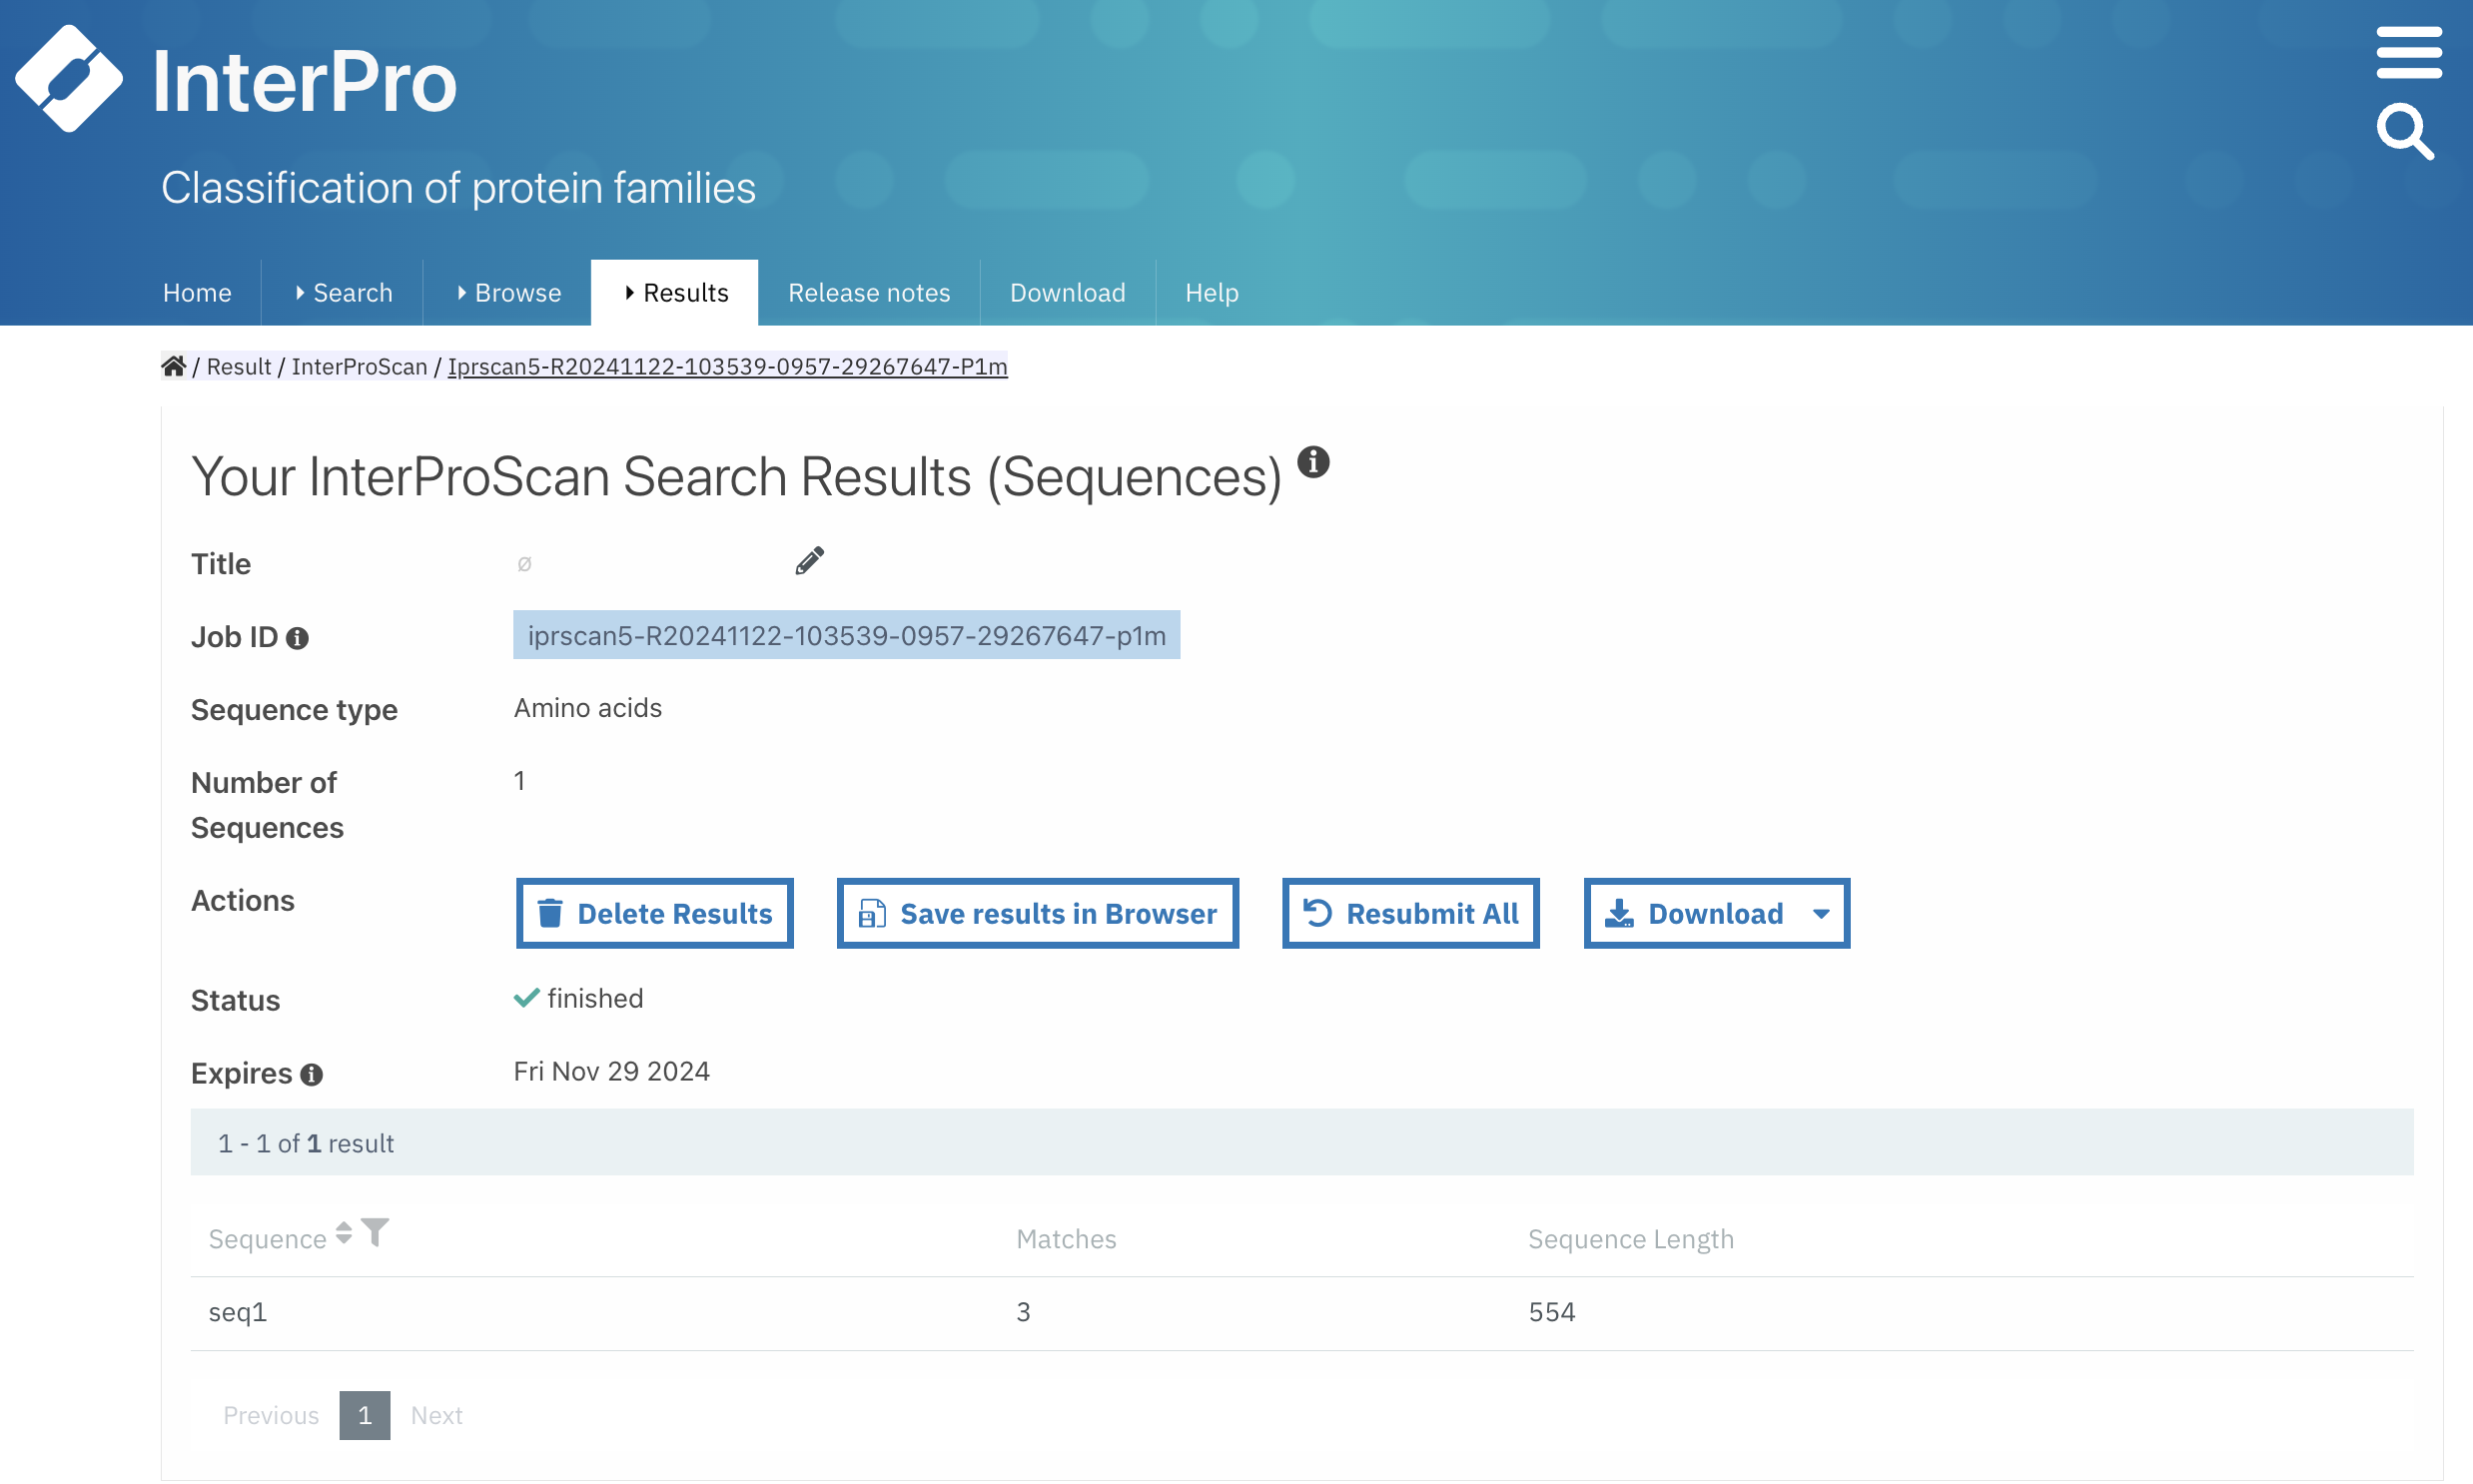 InterPro
Classification of protein families
Home Search Browse Results Release notes Download Help
/ Result / InterProScan / Iprscan5-R20241122-103539-0957-29267647-P1m
Your InterProScan Search Results (Sequences)
Title ø
Job ID iprscan5-R20241122-103539-0957-29267647-p1m
Sequence type Amino acids
Number of 1
Sequences
Actions Delete Results Save results in Browser Resubmit All Download
Status finished
Expires Fri Nov 29 2024
1 - 1 of 1 result
Sequence Matches Sequence Length
seq1 3 554
Previous 1 Next